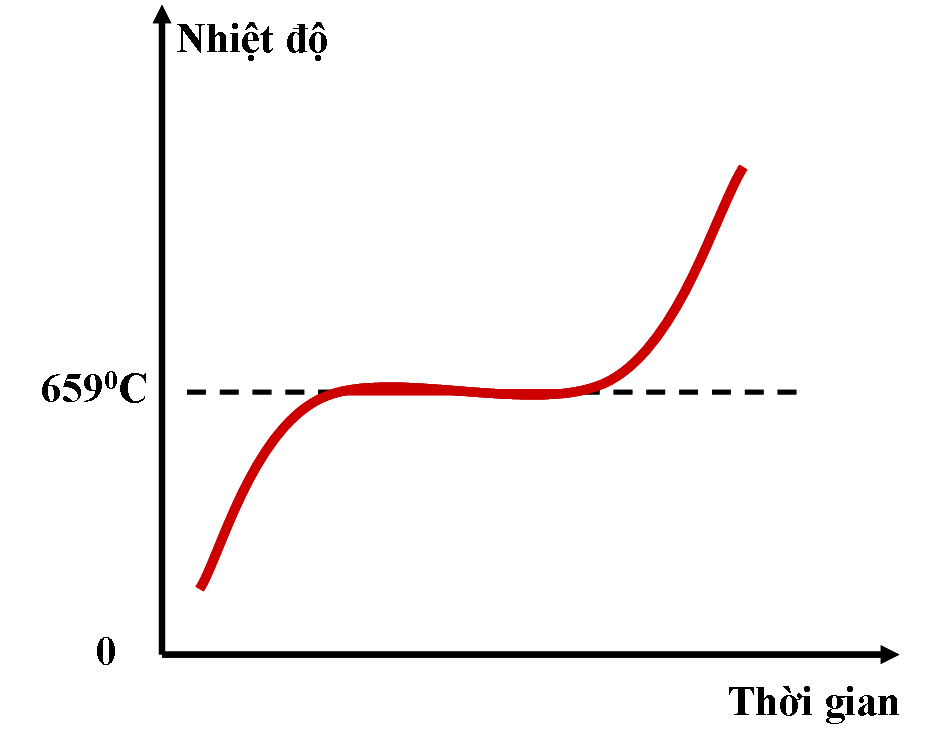 Nhiệt độ
659⁰C
0
Thời gian